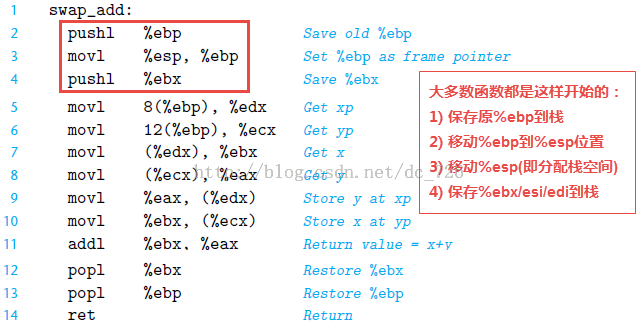 1 swap_add:
2 pushl %ebp Save old %ebp
3 movl %esp, %ebp Set %ebp as frame pointer
4 pushl %ebx Save %ebx
大多数函数都是这样开始的：
1) 保存原%ebp到栈
2) 移动%ebp到%esp位置
3) 移动%esp(即分配栈空间)
4) 保存%ebx/esi/edi到栈
5 movl 8(%ebp), %edx Get xp
6 movl 12(%ebp), %ecx Get yp
7 movl (%edx), %ebx Get x
http://blog.csdn.net/dc_726
8 movl (%ecx), %eax Get y
9 movl %eax, (%edx) Store y at xp
10 movl %ebx, (%ecx) Store x at yp
11 addl %ebx, %eax Return value = x+y
12 popl %ebx Restore %ebx
13 popl %ebp Restore %ebp
14 ret Return